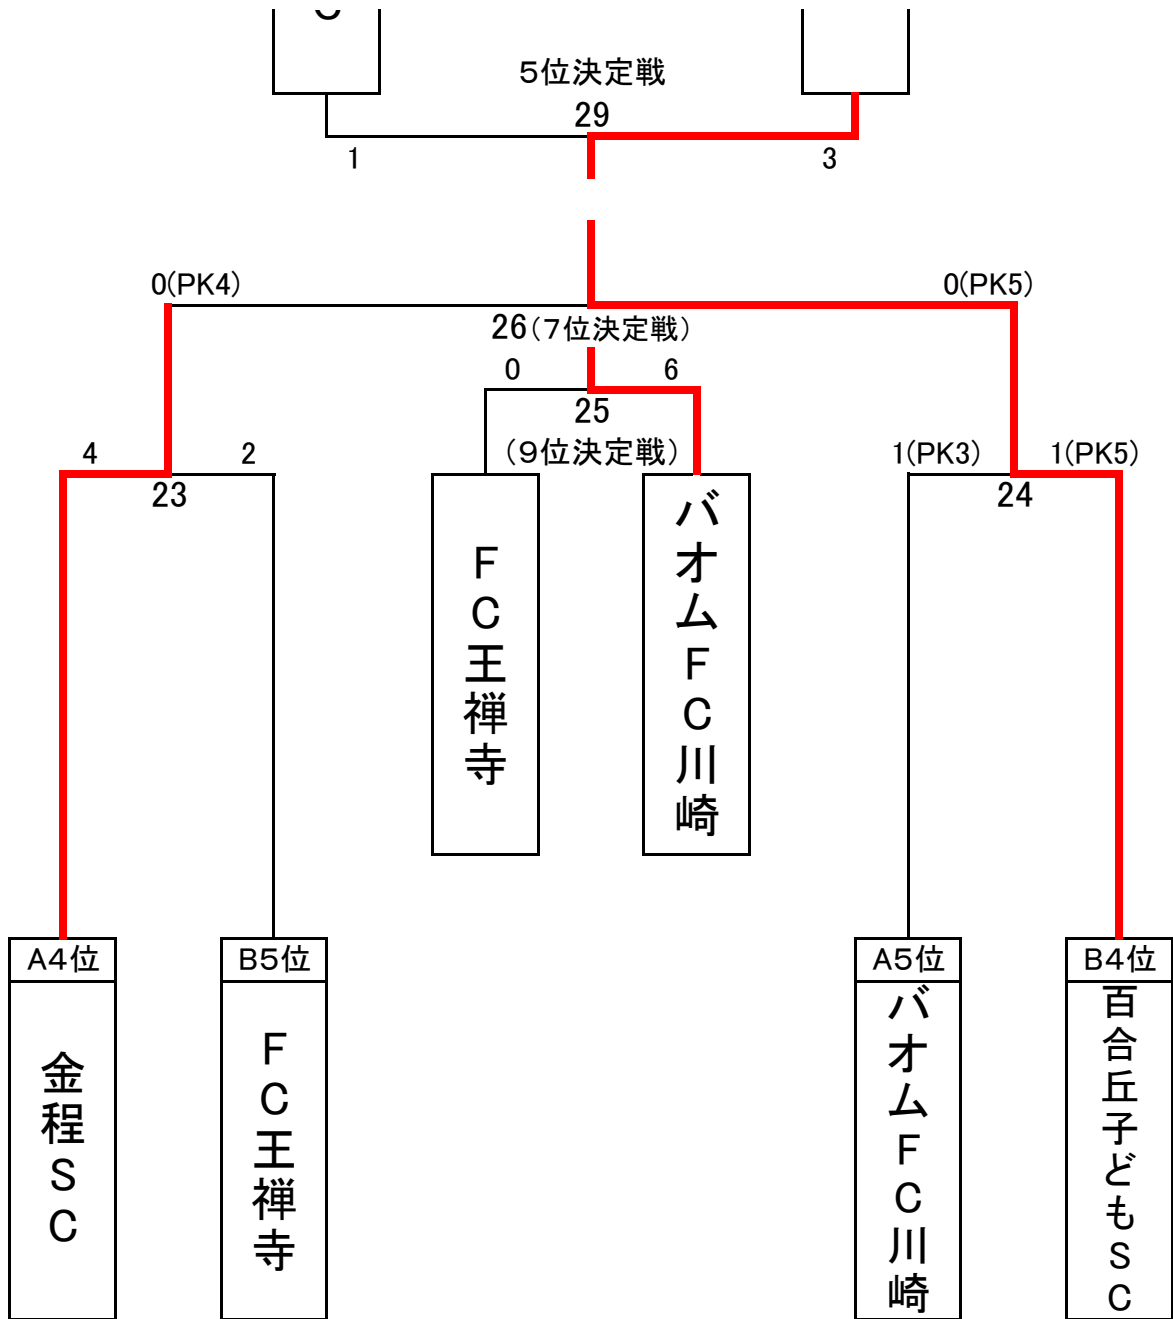 5位決定戦
29
1
3
0(PK4)
0(PK5)
26(7位決定戦)
0
6
25
(9位決定戦)
4
2
23
1(PK3)
1(PK5)
24
FC王禅寺
バオムFC川崎
A4位
B5位
A5位
B4位
金程SC
FC王禅寺
バオムFC川崎
百合丘子どもSC